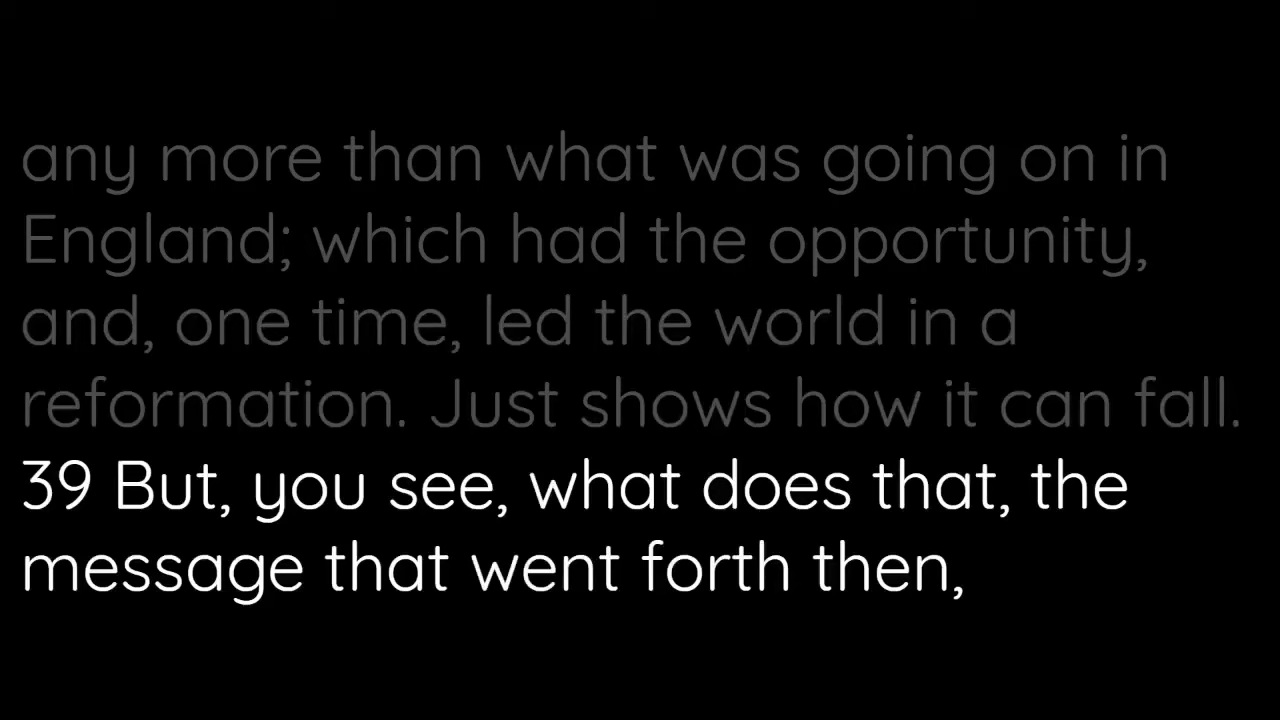 any more than what was going on in
England; which had the opportunity,
and, one time, led the world in a
reformation. Just shows how it can fall.
39 But, you see, what does that, the
message that went forth then,